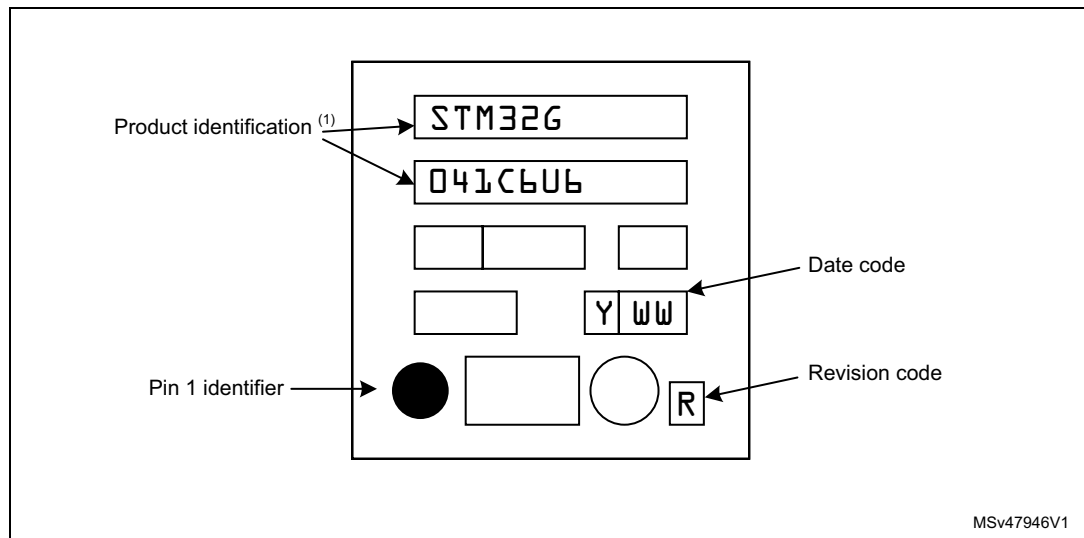 STM32G
Product identification (1)
041C6U6
Date code
Y WW
Pin 1 identifier
Revision code
R
MSv47946V1